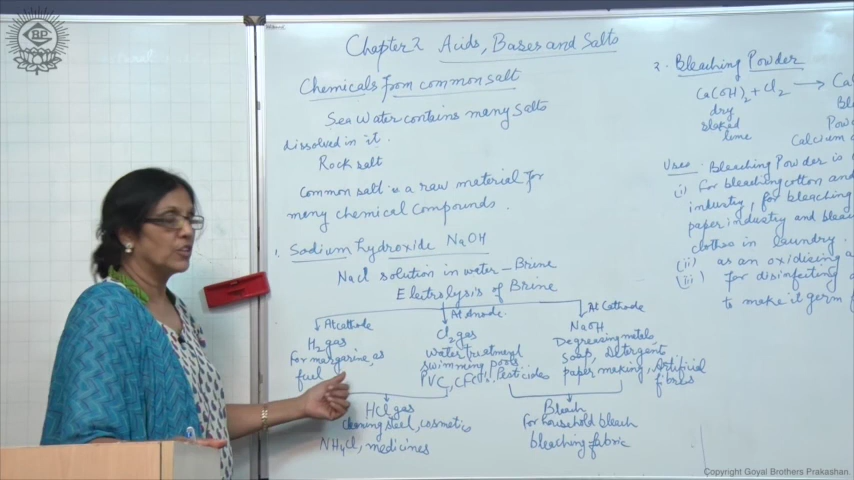 Chapter 2 Acids, Bases and Salts
Chemicals from common salt
Sea Water contains many salts
dissolved in it.
Rock salt
Common salt is a raw material for
many chemical compounds.
1. Sodium hydroxide NaOH
NaCl solution in water – Brine
Electrolysis of Brine
At Cathode
H₂ gas
For margarine, as
fuel
At Anode.
Cl₂ gas
Water treatment
Swimming pools..
PVC, CFCs, Pesticides
At Cathode
NaOH
Degreasing metals
Soap, Detergent
paper making, Artificial
fibres
HCl gas
cleaning steel, cosmetic
NH₄Cl, medicines
Bleach
For household bleach
bleaching fabric
2. Bleaching Powder
Ca(OH)₂ + Cl₂ → Ca
dry
slaked
lime
Calcium
Uses Bleaching Powder is
(i) for bleaching cotton and
industry, for bleaching
paper industry and
clothes in laundry.
(ii) as an oxidicing
(iii) for disinfecting
to make it germ
Copyright Goyal Brothers Prakashan.